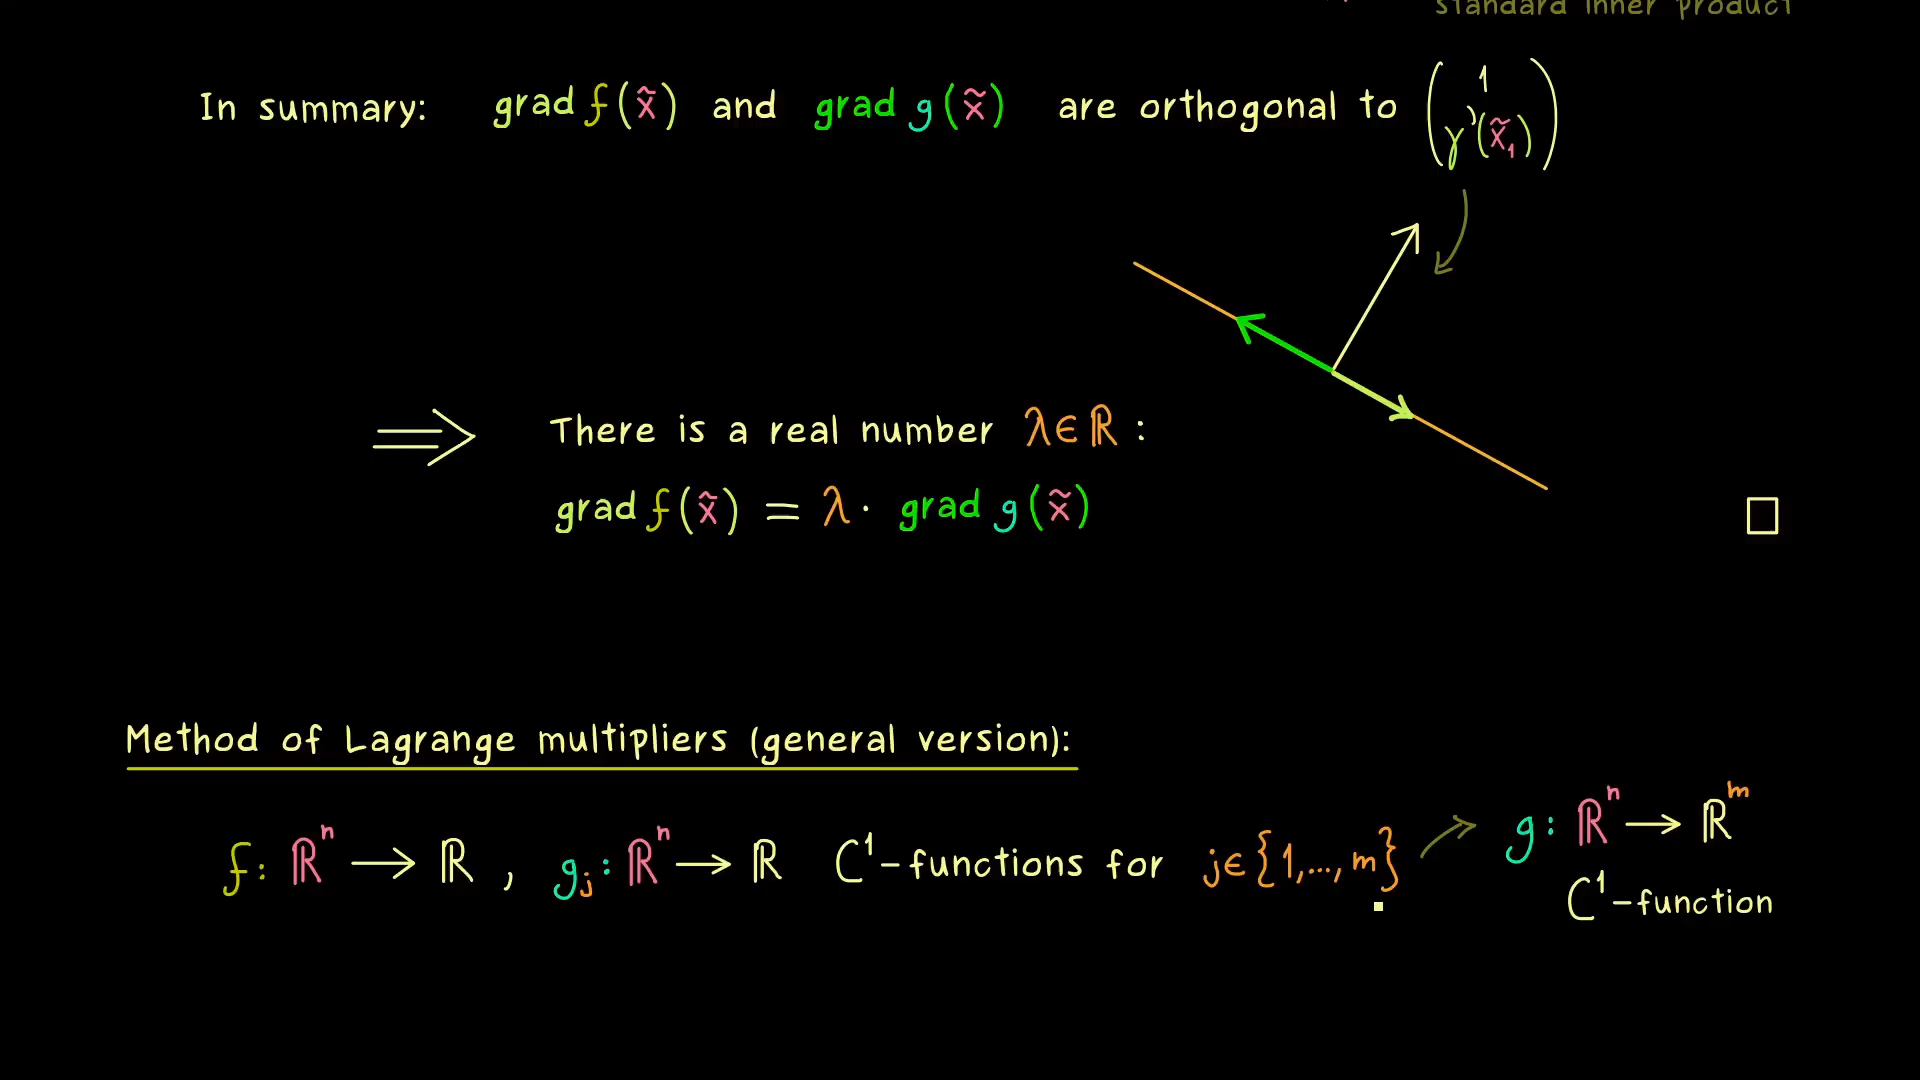 standard inner product
In summary: grad f(x̃) and grad g(x̃) are orthogonal to (1 γ'(x̃₁))
⟹ There is a real number λ∈ℝ:
grad f(x̃) = λ· grad g(x̃) □
Method of Lagrange multipliers (general version):
f: ℝⁿ → ℝ , gⱼ: ℝⁿ → ℝ C¹-functions for j∈{1,...,m} g: ℝⁿ → ℝᵐ
C¹-function